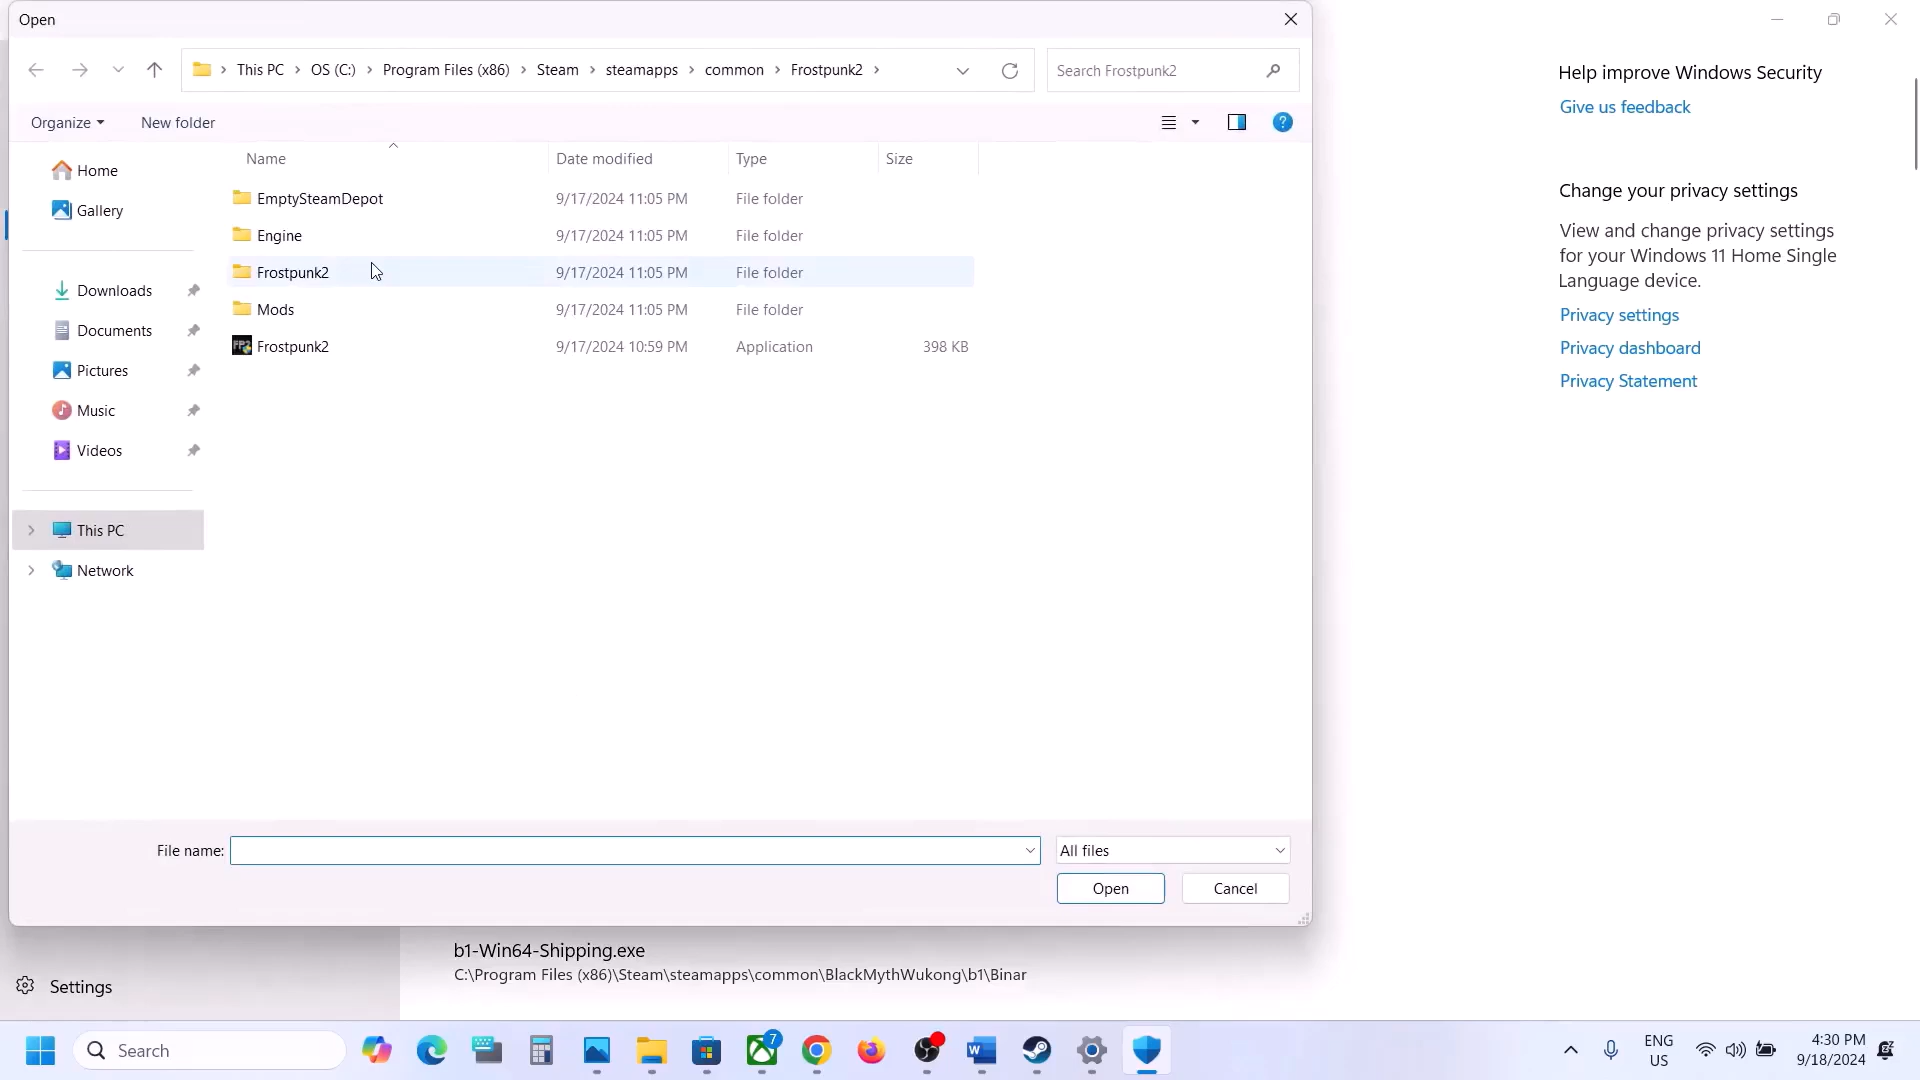 Open
This PC > OS (C:) > Program Files (x86) > Steam > steamapps > common > Frostpunk2 >
Search Frostpunk2
Organize
New folder
Name
Date modified
Type
Size
Home
Gallery
Downloads
Documents
Pictures
Music
Videos
This PC
Network
EmptySteamDepot 9/17/2024 11:05 PM File folder
Engine 9/17/2024 11:05 PM File folder
Frostpunk2 9/17/2024 11:05 PM File folder
Mods 9/17/2024 11:05 PM File folder
FP2 Frostpunk2 9/17/2024 10:59 PM Application 398 KB
File name:
All files
Open
Cancel
Help improve Windows Security
Give us feedback
Change your privacy settings
View and change privacy settings
for your Windows 11 Home Single
Language device.
Privacy settings
Privacy dashboard
Privacy Statement
b1-Win64-Shipping.exe
C:\Program Files (x86)\Steam\steamapps\common\BlackMythWukong\b1\Binar
Settings
Search
7
ENG
US
4:30 PM
9/18/2024